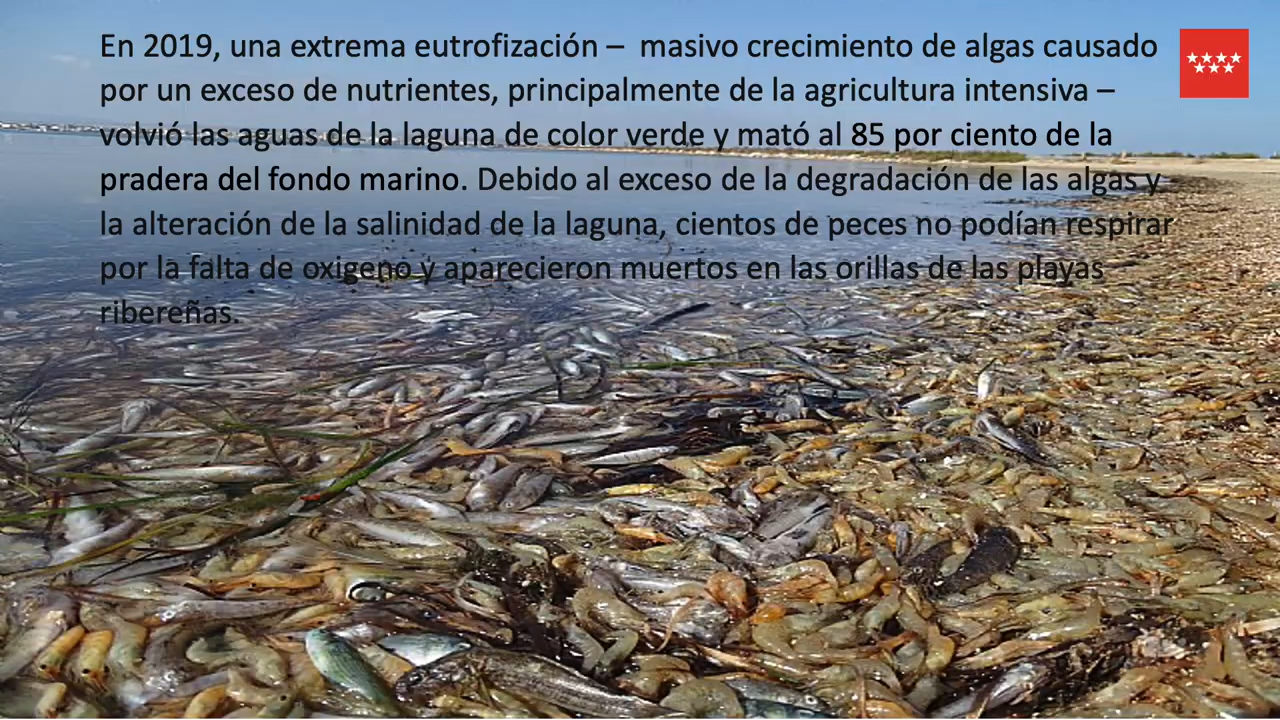 En 2019, una extrema eutrofización – masivo crecimiento de algas causado
por un exceso de nutrientes, principalmente de la agricultura intensiva –
volvió las aguas de la laguna de color verde y mató al 85 por ciento de la
pradera del fondo marino. Debido al exceso de la degradación de las algas y
la alteración de la salinidad de la laguna, cientos de peces no podían respirar
por la falta de oxigeno y aparecieron muertos en las orillas de las playas
ribereñas.